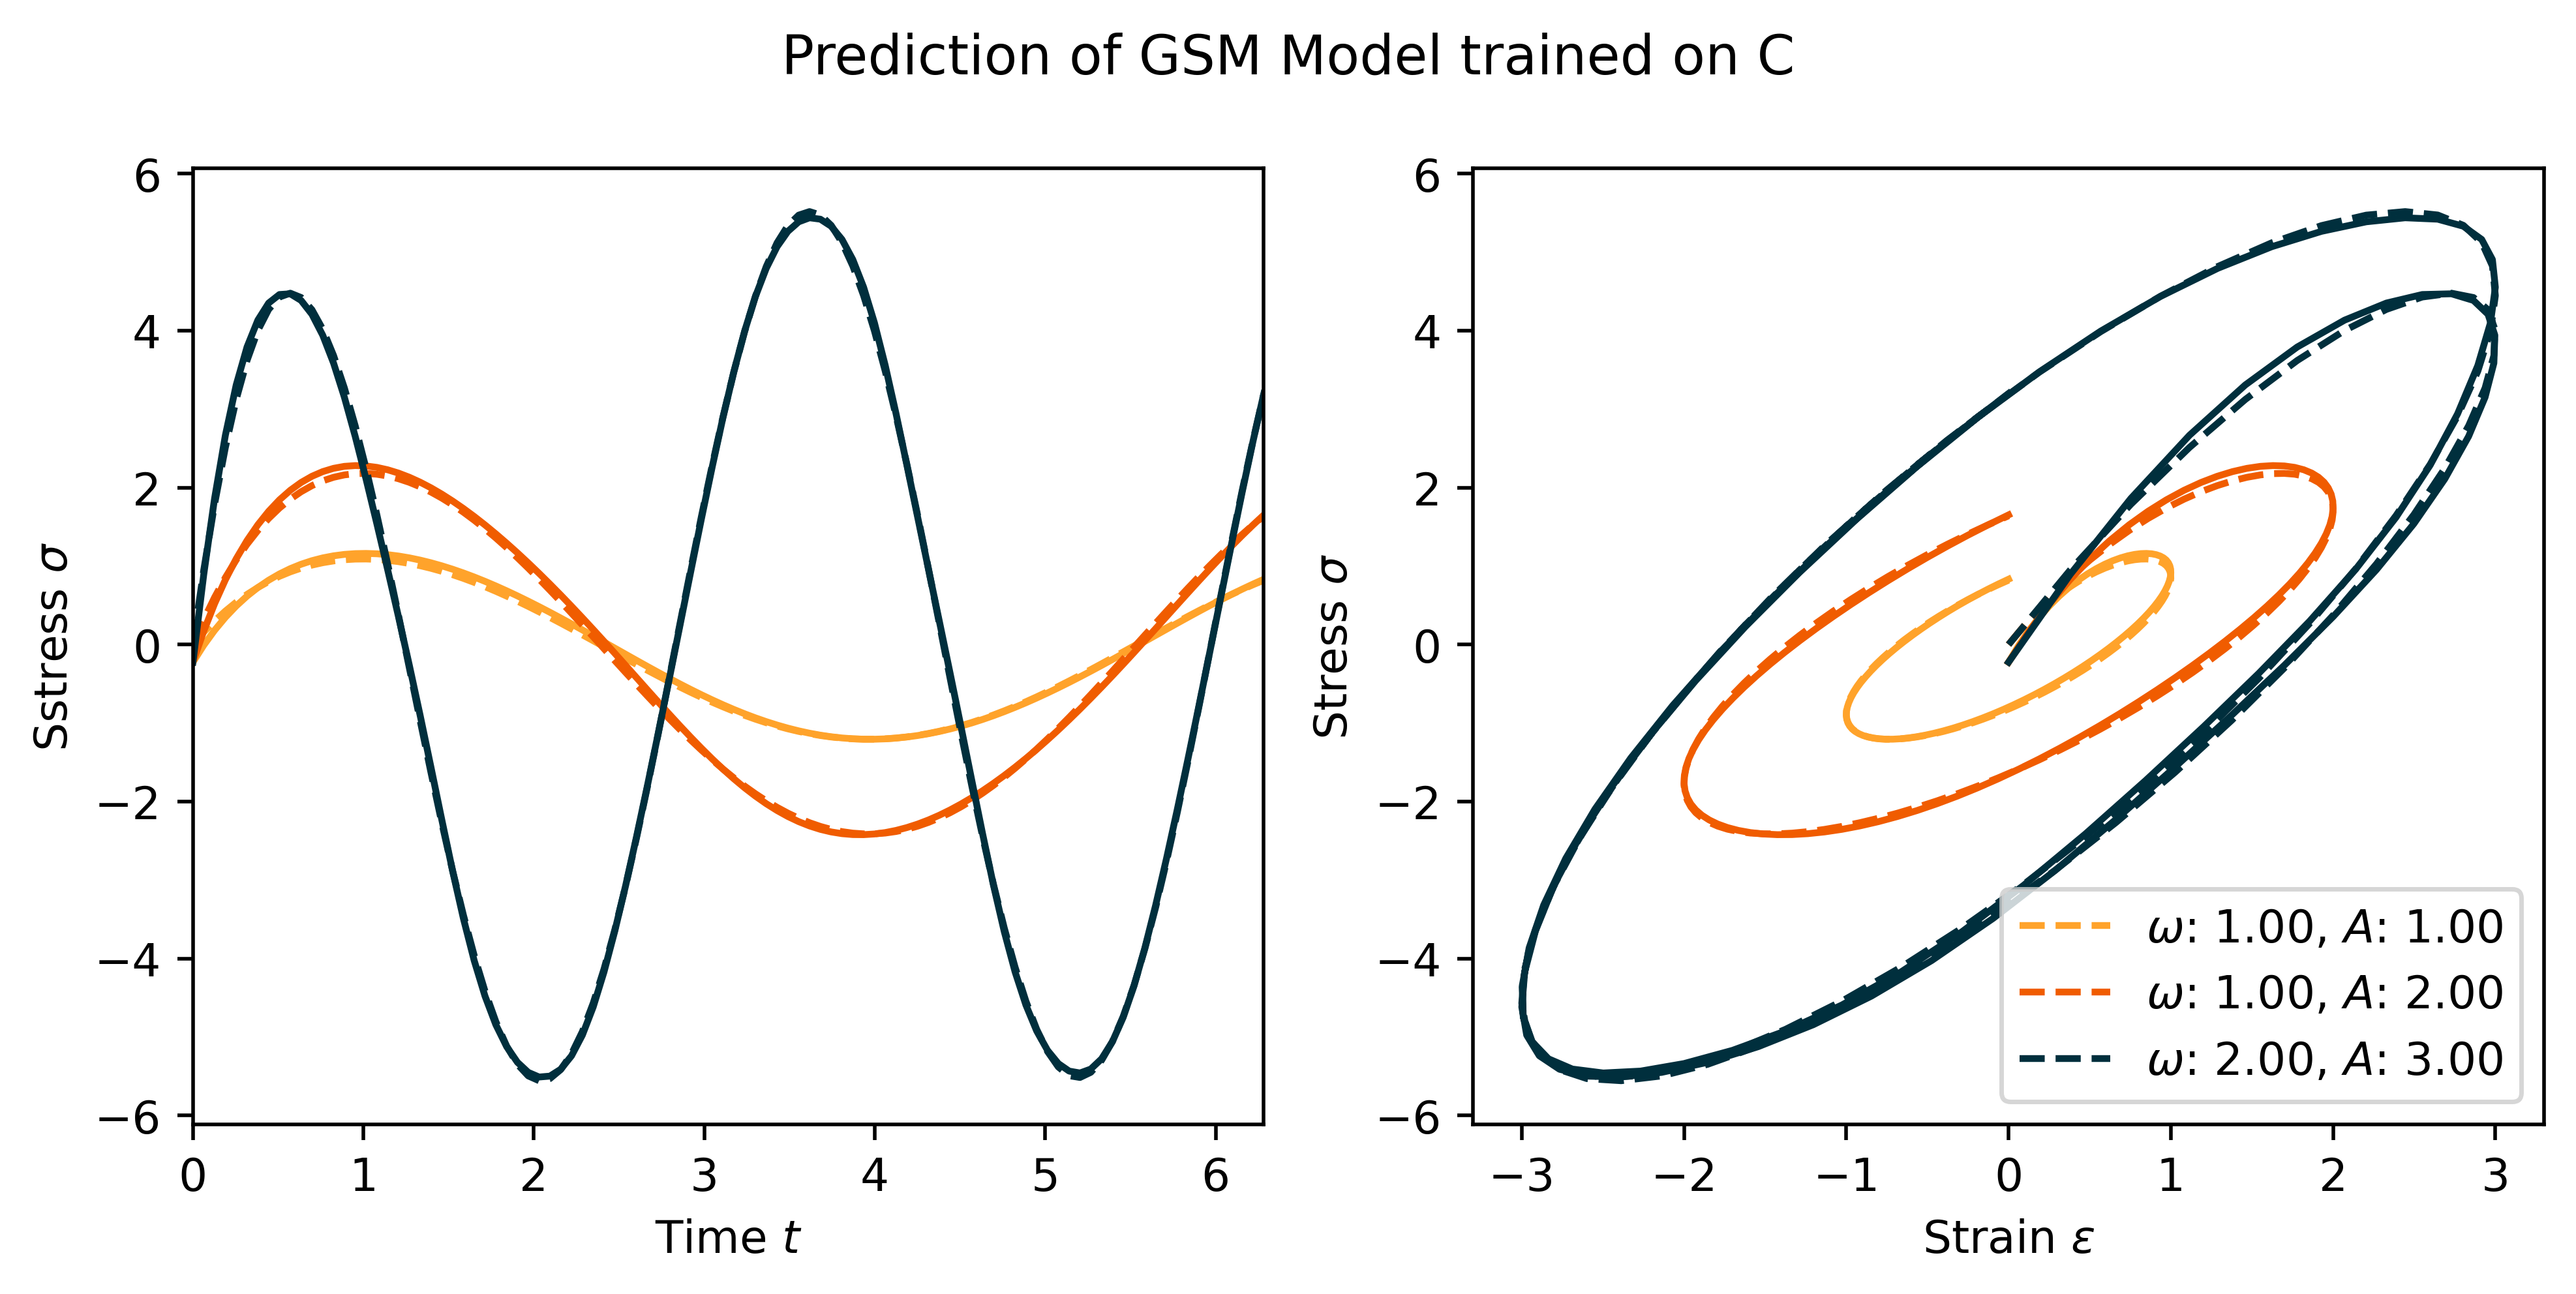 Prediction of GSM Model trained on C
6
4
2
0
−2
−4
−6
Sstress σ
0 1 2 3 4 5 6
Time t
6
4
2
0
−2
−4
−6
Stress σ
−3 −2 −1 0 1 2 3
Strain ε
ω: 1.00, A: 1.00
ω: 1.00, A: 2.00
ω: 2.00, A: 3.00